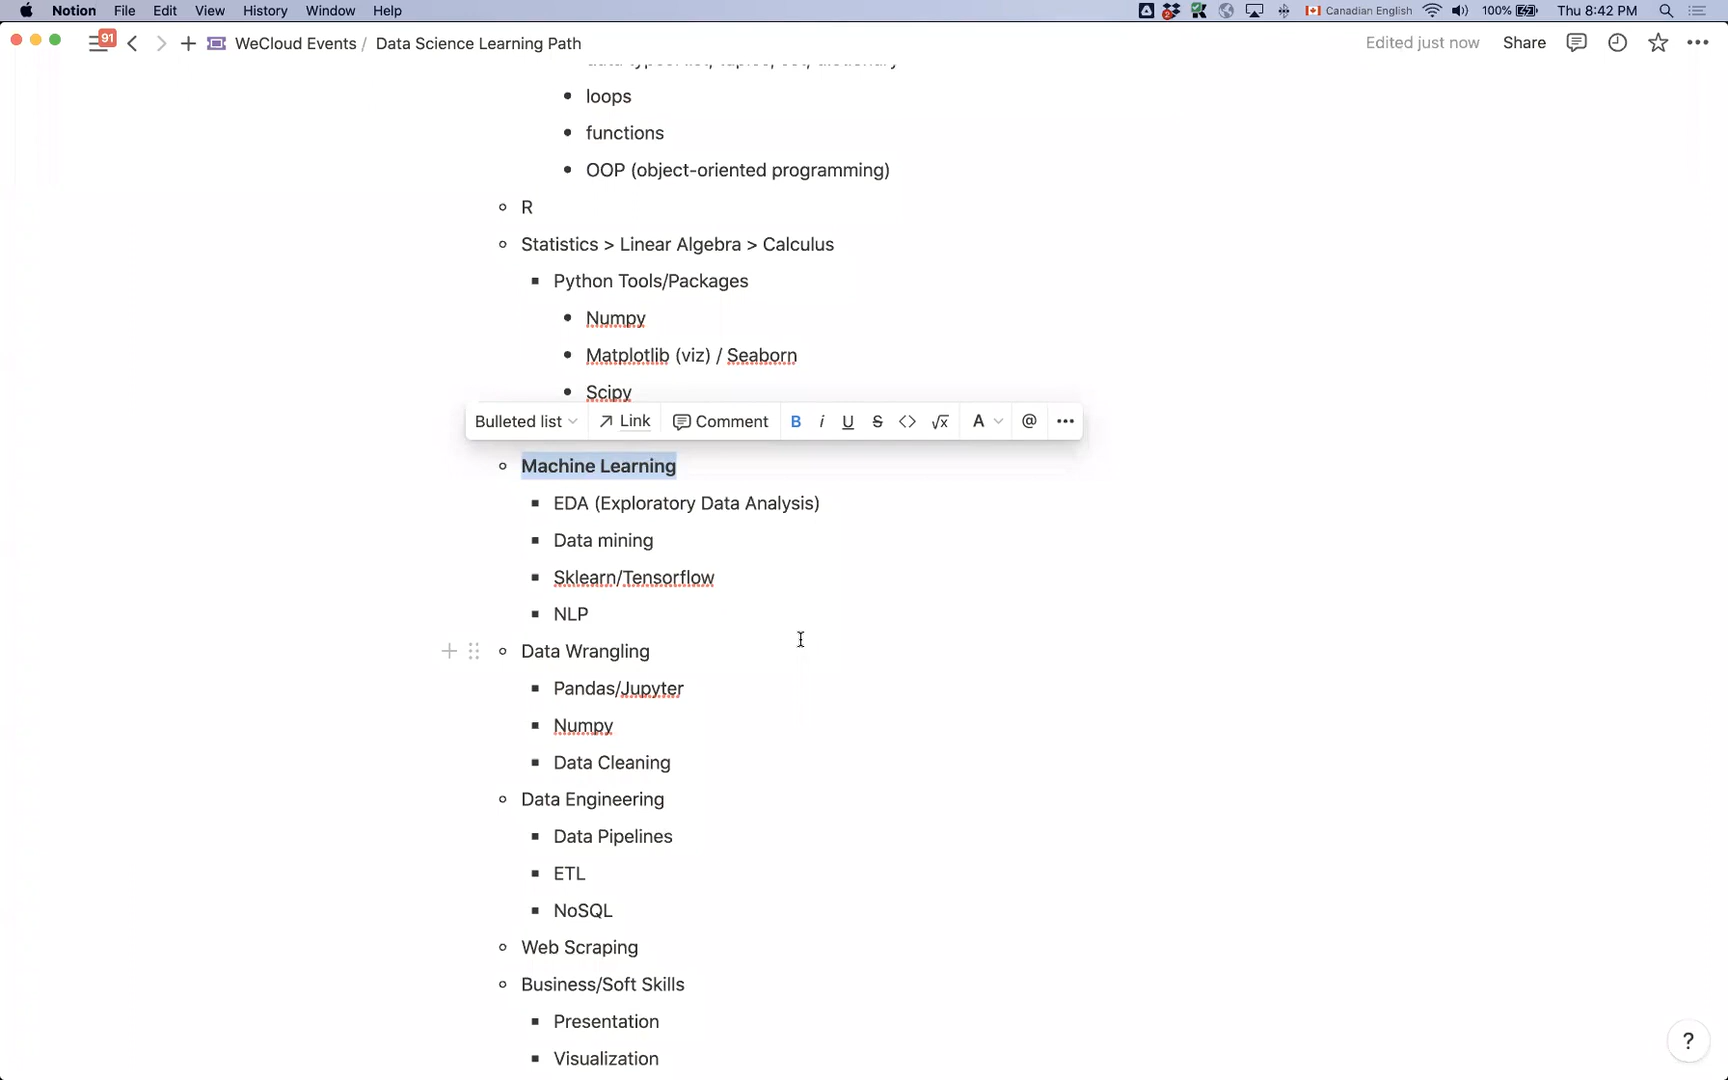 Notion File Edit View History Window Help 2 Canadian English 100% Thu 8:42 PM
91 WeCloud Events / Data Science Learning Path Edited just now Share
loops
functions
OOP (object-oriented programming)
R
Statistics > Linear Algebra > Calculus
Python Tools/Packages
Numpy
Matplotlib (viz) / Seaborn
Scipy
Bulleted list Link Comment B i U S <> √x A @
Machine Learning
EDA (Exploratory Data Analysis)
Data mining
Sklearn/Tensorflow
NLP
Data Wrangling
Pandas/Jupyter
Numpy
Data Cleaning
Data Engineering
Data Pipelines
ETL
NoSQL
Web Scraping
Business/Soft Skills
Presentation
Visualization
?